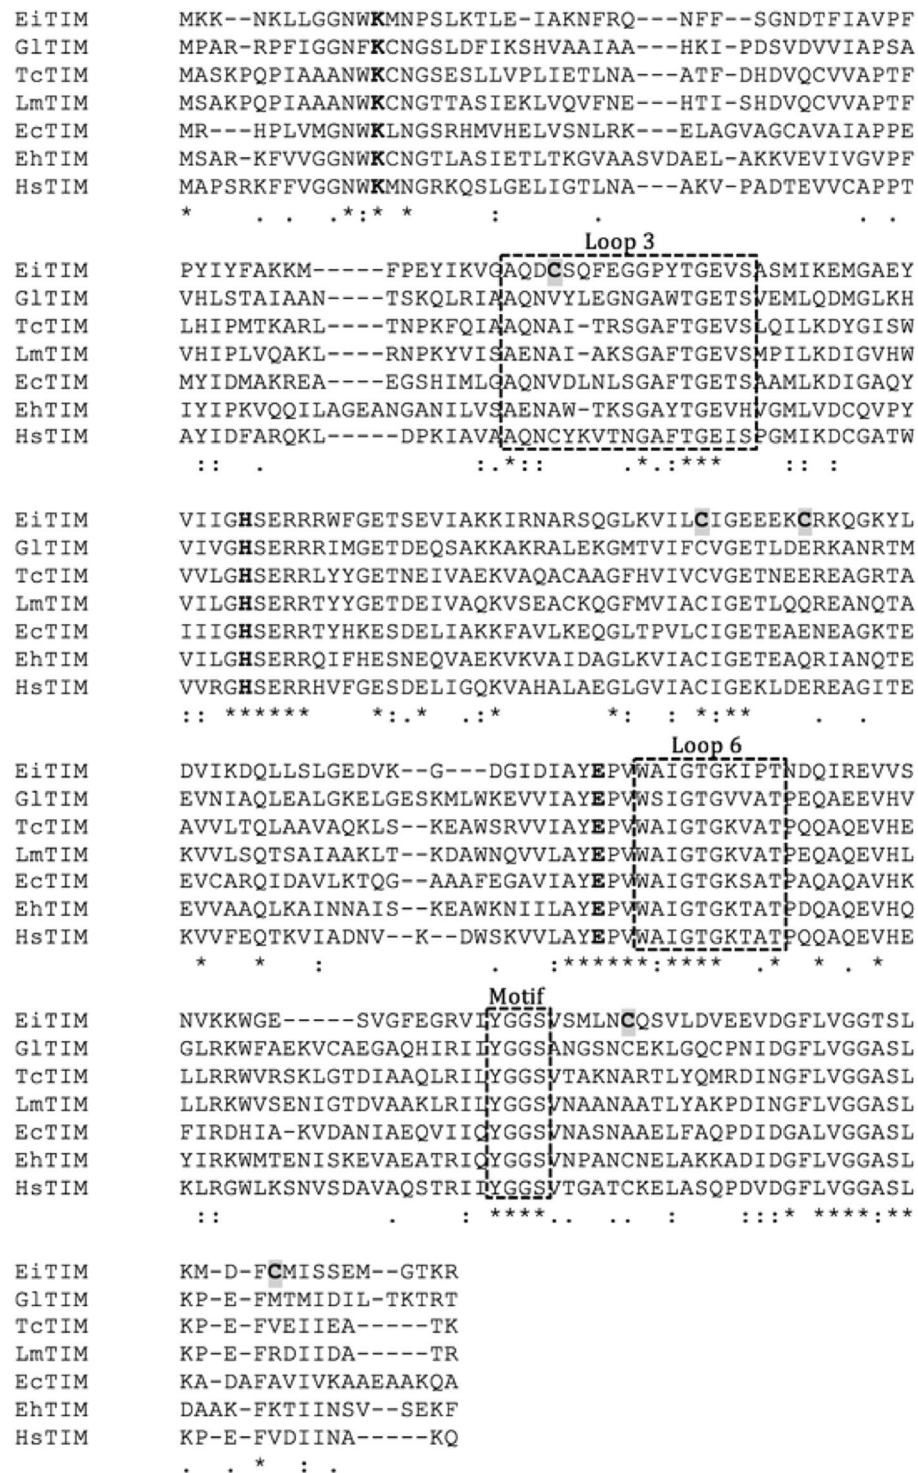 EiTIM MKK--NKLLGGNWKMNPSLKTLE-IAKNFRQ---NFF--SGNDTFIAVPF
GlTIM MPAR-RPFIGGNFKCNGSLDFIKSHVAAIAA---HKI-PDSVDVVIAPSA
TcTIM MASKPQPIAAANWKCNGSESLLVPLIETLNA---ATF-DHDVQCVVAPTF
LmTIM MSAKPQPIAAANWKCNGTTASIEKLVQVFNE---HTI-SHDVQCVVAPTF
EcTIM MR---HPLVMGNWKLNGSRHMVHELVSNLRK---ELAGVAGCAVAIAPPE
EhTIM MSAR-KFVVGGNWKCNGTLASIETLTKGVAASVDAEL-AKKVEVIVGVPF
HsTIM MAPSRKFFVGGNWKMNGRKQSLGELIGTLNA---AKV-PADTEVVCAPPT
* . . .*:* * : . . .
Loop 3
EiTIM PYIYFAKKM-----FPEYIKVGAQDCSQFEGGPYTGEVSASMIKEMGAEY
GlTIM VHLSTAIAAN----TSKQLRIAAQNVYLEGNGAWTGETSVEMLQDMGLKH
TcTIM LHIPMTKARL----TNPKFQIAAQNAI-TRSGAFTGEVSLQILKDYGISW
LmTIM VHIPLVQAKL----RNPKYVISAENAI-AKSGAFTGEVSMPILKDIGVHW
EcTIM MYIDMAKREA----EGSHIMLGAQNVDLNLSGAFTGETSAAMLKDIGAQY
EhTIM IYIPKVQQILAGEANGANILVSAENAW-TKSGAYTGEVHVGMLVDCQVPY
HsTIM AYIDFARQKL-----DPKIAVAAQNCYKVTNGAFTGEISPGMIKDCGATW
:: . :.*:: .*.:*** :: :
EiTIM VIIGHSERRRWFGETSEVIAKKIRNARSQGLKVILCIGEEEKCRKQGKYL
GlTIM VIVGHSERRRIMGETDEQSAKKAKRALEKGMTVIFCVGETLDERKANRTM
TcTIM VVLGHSERRLYYGETNEIVAEKVAQACAAGFHVIVCVGETNEEREAGRTA
LmTIM VILGHSERRTYYGETDEIVAQKVSEACKQGFMVIACIGETLQQREANQTA
EcTIM IIIGHSERRTYHKESDELIAKKFAVLKEQGLTPVLCIGETEAENEAGKTE
EhTIM VILGHSERRQIFHESNEQVAEKVKVAIDAGLKVIACIGETEAQRIANQTE
HsTIM VVRGHSERRHVFGESDELIGQKVAHALAEGLGVIACIGEKLDEREAGITE
:: ****** *:.* .:* *: : *:** . .
Loop 6
EiTIM DVIKDQLLSLGEDVK--G---DGIDIAYEPVWAIGTGKIPTNDQIREVVS
GlTIM EVNIAQLEALGKELGESKMLWKEVVIAYEPVWSIGTGVVATPEQAEEVHV
TcTIM AVVLTQLAAVAQKLS--KEAWSRVVIAYEPVWAIGTGKVATPQQAQEVHE
LmTIM KVVLSQTSAIAAKLT--KDAWNQVVLAYEPVWAIGTGKVATPEQAQEVHL
EcTIM EVCARQIDAVLKTQG--AAAFEGAVIAYEPVWAIGTGKSATPAQAQAVHK
EhTIM EVVAAQLKAINNAIS--KEAWKNIILAYEPVWAIGTGKTATPDQAQEVHQ
HsTIM KVVFEQTKVIADNV--K--DWSKVVLAYEPVWAIGTGKTATPQQAQEVHE
* * : . :******:**** .* * . *
Motif
EiTIM NVKKWGE-----SVGFEGRVIYGGSVSMLNCQSVLDVEEVDGFLVGGTSL
GlTIM GLRKWFAEKVCAEGAQHIRIIYGGSANGSNCEKLGQCPNIDGFLVGGASL
TcTIM LLRRWVRSKLGTDIAAQLRILYGGSVTAKNARTLYQMRDINGFLVGGASL
LmTIM LLRKWVSENIGTDVAAKLRILYGGSVNAANAATLYAKPDINGFLVGGASL
EcTIM FIRDHIA-KVDANIAEQVIIQYGGSVNASNAAELFAQPDIDGALVGGASL
EhTIM YIRKWMTENISKEVAEATRIQYGGSVNPANCNELAKKADIDGFLVGGASL
HsTIM KLRGWLKSNVSDAVAQSTRIIYGGSVTGATCKELASQPDVDGFLVGGASL
:: . : ****.. .. : :::* ****:**
EiTIM KM-D-FCMISSEM--GTKR
GlTIM KP-E-FMTMIDIL-TKTRT
TcTIM KP-E-FVEIIEA-----TK
LmTIM KP-E-FRDIIDA-----TR
EcTIM KA-DAFAVIVKAAEAAKQA
EhTIM DAAK-FKTIINSV--SEKF
HsTIM KP-E-FVDIINA-----KQ
. . * : .